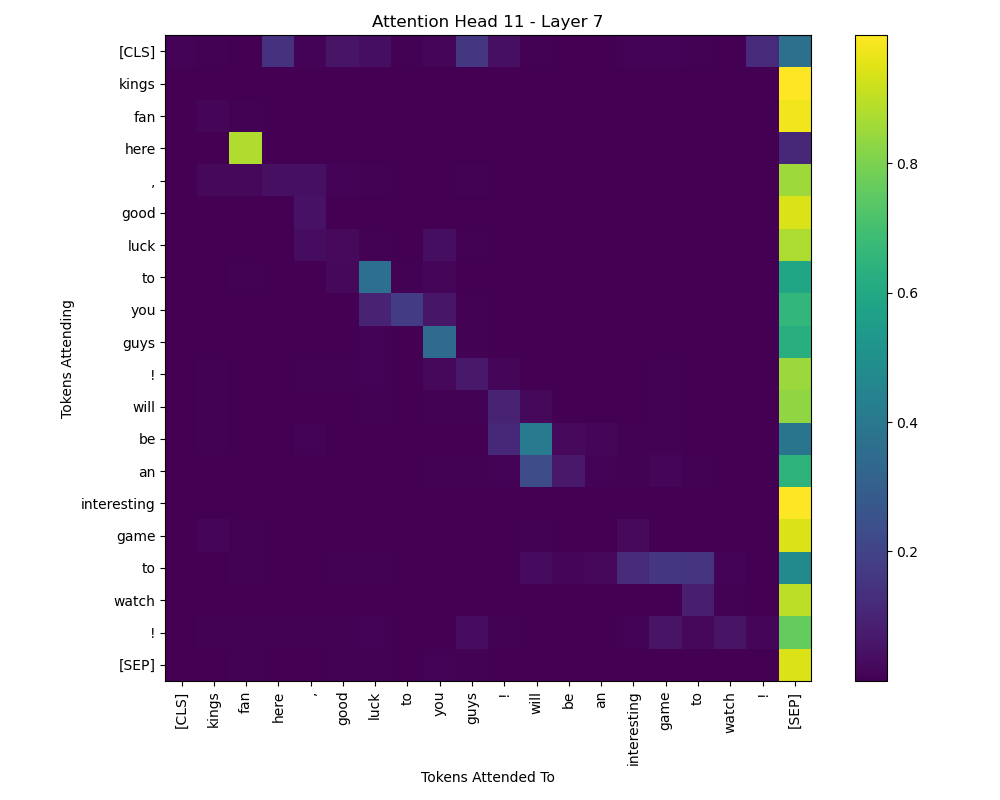 Attention Head 11 - Layer 7
[CLS]
kings
fan
here
,
good
luck
to
you
guys
!
will
be
an
interesting
game
to
watch
!
[SEP]
Tokens Attending
[CLS]
kings
fan
here
,
good
luck
to
you
guys
!
will
be
an
interesting
game
to
watch
!
[SEP]
Tokens Attended To
0.8
0.6
0.4
0.2